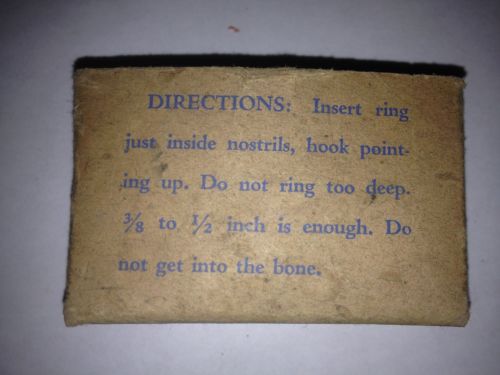 DIRECTIONS: Insert ring
just inside nostrils, hook point-
ing up. Do not ring too deep.
⅜ to ½ inch is enough. Do
not get into the bone.